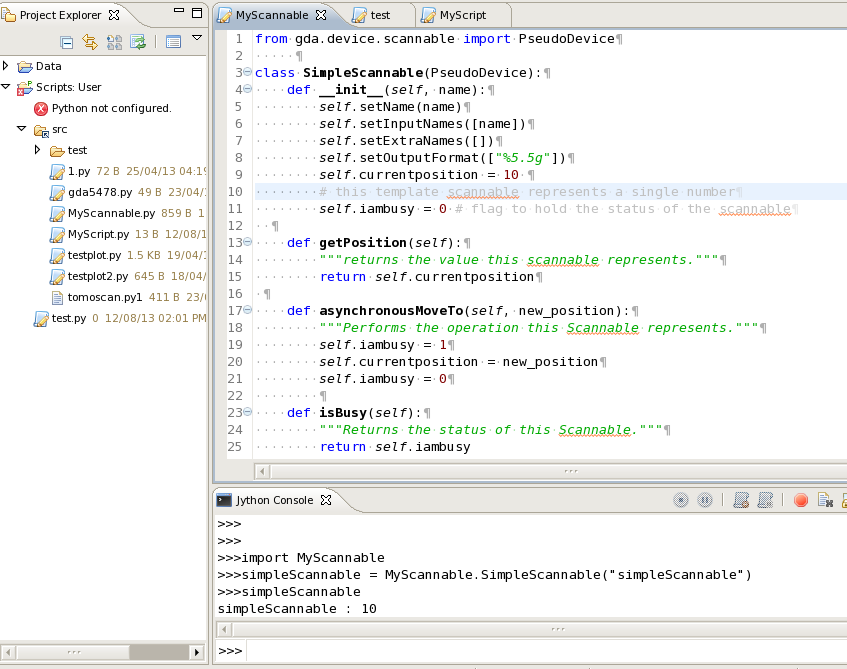 Project Explorer
Data
Scripts: User
Python not configured.
src
test
1.py 72 B 25/04/13 04:19
gda5478.py 49 B 23/04/
MyScannable.py 859 B 1
MyScript.py 13 B 12/08/1
testplot.py 1.5 KB 19/04/
testplot2.py 645 B 18/04/
tomoscan.py1 411 B 23/0
test.py 0 12/08/13 02:01 PM
MyScannable test MyScript
1 from gda.device.scannable import PseudoDevice¶
2 ¶
3 class SimpleScannable(PseudoDevice):¶
4 def __init__(self, name):¶
5 self.setName(name)¶
6 self.setInputNames([name])¶
7 self.setExtraNames([])¶
8 self.setOutputFormat(["%5.5g"])¶
9 self.currentposition = 10 ¶
10 # this template scannable represents a single number¶
11 self.iambusy = 0 # flag to hold the status of the scannable¶
12 ¶
13 def getPosition(self):¶
14 """returns the value this scannable represents."""¶
15 return self.currentposition¶
16 ¶
17 def asynchronousMoveTo(self, new_position):¶
18 """Performs the operation this Scannable represents."""¶
19 self.iambusy = 1¶
20 self.currentposition = new_position¶
21 self.iambusy = 0¶
22 ¶
23 def isBusy(self):¶
24 """Returns the status of this Scannable."""¶
25 return self.iambusy
Jython Console
>>>
>>>
>>>import MyScannable
>>>simpleScannable = MyScannable.SimpleScannable("simpleScannable")
>>>simpleScannable
simpleScannable : 10
>>>